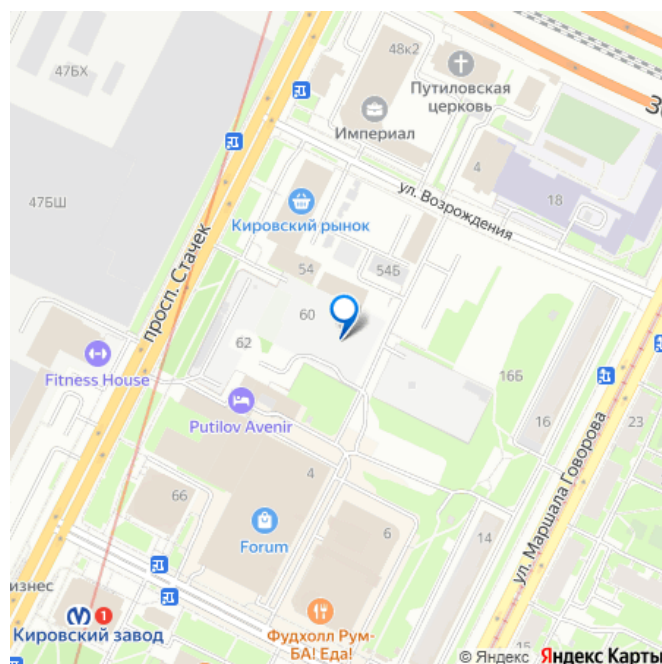 48к2
47БХ
Путиловская
церковь
Империал
4
18
47БШ
ул. Возрождения
Кировский рынок
просп. Стачек
54
54Б
60
62
Fitness House
16Б
Putilov Avenir
16
23
ул. Маршала Говорова
4
66
Forum
6
14
изнес
М
1
Кировский завод
Фудхолл Рум-
БА! Еда!
15
© Яндекс Яндекс Карты